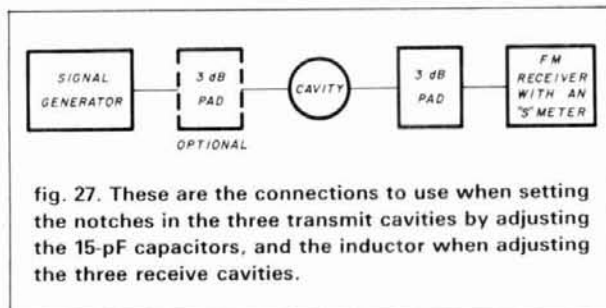 SIGNAL
GENERATOR
3 dB
PAD
OPTIONAL
CAVITY
3 dB
PAD
FM
RECEIVER
WITH AN
"S" METER
fig. 27. These are the connections to use when setting
the notches in the three transmit cavities by adjusting
the 15-pF capacitors, and the inductor when adjusting
the three receive cavities.